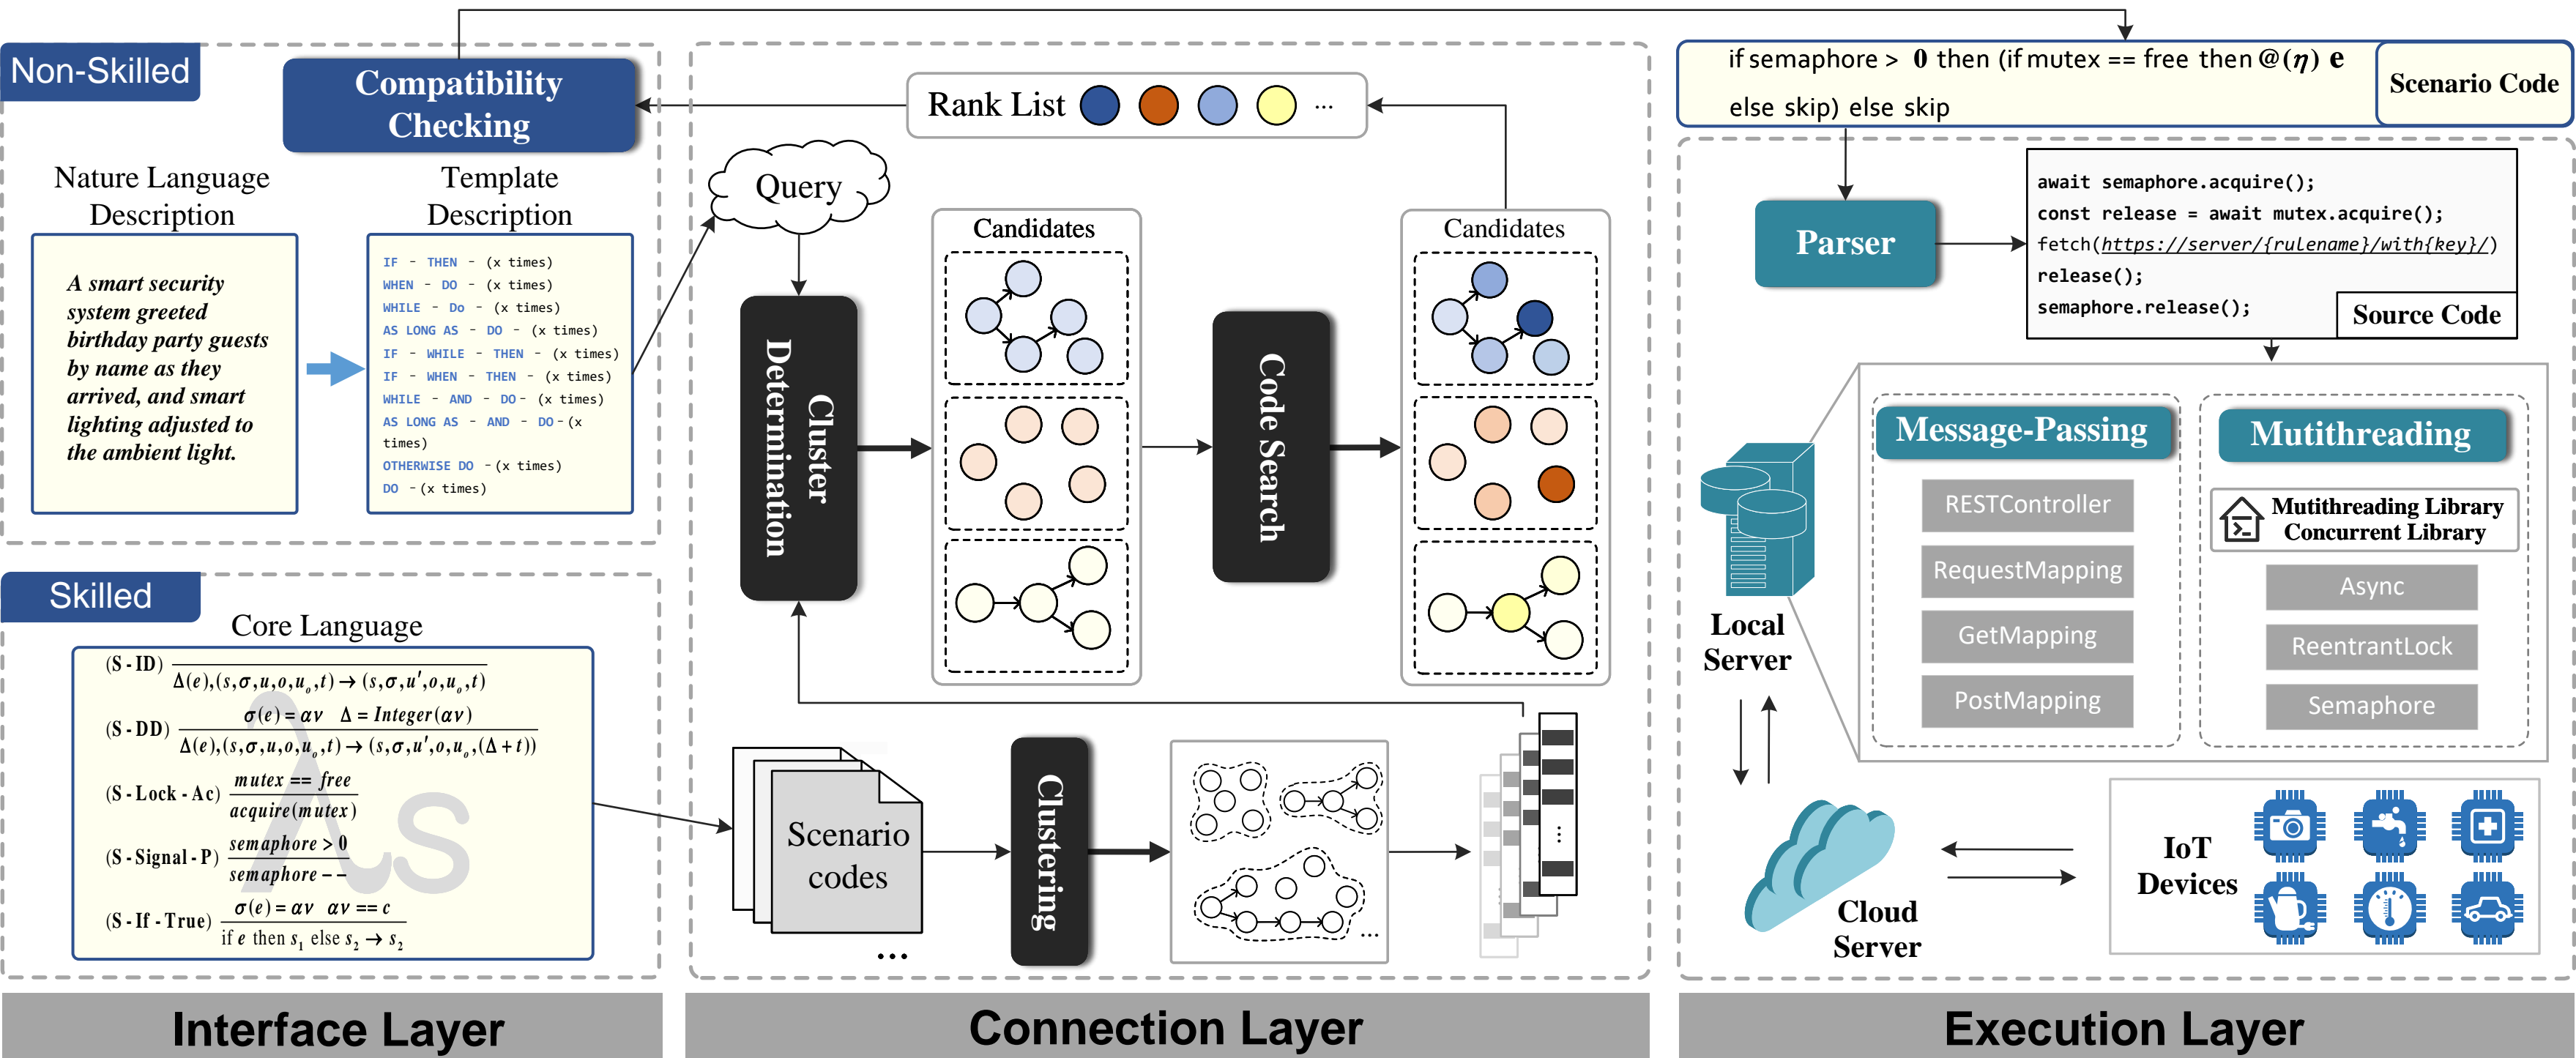 Non-Skilled
Compatibility
Checking
Nature Language
Description
A smart security
system greeted
birthday party guests
by name as they
arrived, and smart
lighting adjusted to
the ambient light.
Template
Description
IF - THEN - (x times)
WHEN - DO - (x times)
WHILE - Do - (x times)
AS LONG AS - DO - (x times)
IF - WHILE - THEN - (x times)
IF - WHEN - THEN - (x times)
WHILE - AND - DO- (x times)
AS LONG AS - AND - DO-(x
times)
OTHERWISE DO -(x times)
DO -(x times)
Skilled
Core Language
λs
(S-ID) Δ(e),(s,σ,u,o,u_o,t)→(s,σ,u',o,u_o,t)
σ(e)=αv Δ=Integer(αv)
(S-DD)
Δ(e),(s,σ,u,o,u_o,t)→(s,σ,u',o,u_o,(Δ+t))
mutex == free
(S-Lock-Ac)
acquire(mutex)
semaphore > 0
(S-Signal-P)
semaphore--
σ(e)=αv αv==c
(S-If-True)
if e then s₁ else s₂ → s₂
Interface Layer
Rank List ...
Query
Cluster
Determination
Candidates
Code Search
Candidates
Scenario
codes
...
Clustering
...
...
Connection Layer
if semaphore > 0 then (if mutex == free then @(η) e
else skip) else skip
Scenario Code
Parser
await semaphore.acquire();
const release = await mutex.acquire();
fetch(https://server/{rulename}/with{key}/)
release();
semaphore.release();
Source Code
Message-Passing
RESTController
RequestMapping
GetMapping
PostMapping
Mutithreading
Mutithreading Library
Concurrent Library
Async
ReentrantLock
Semaphore
Local
Server
Cloud
Server
IoT
Devices
Execution Layer